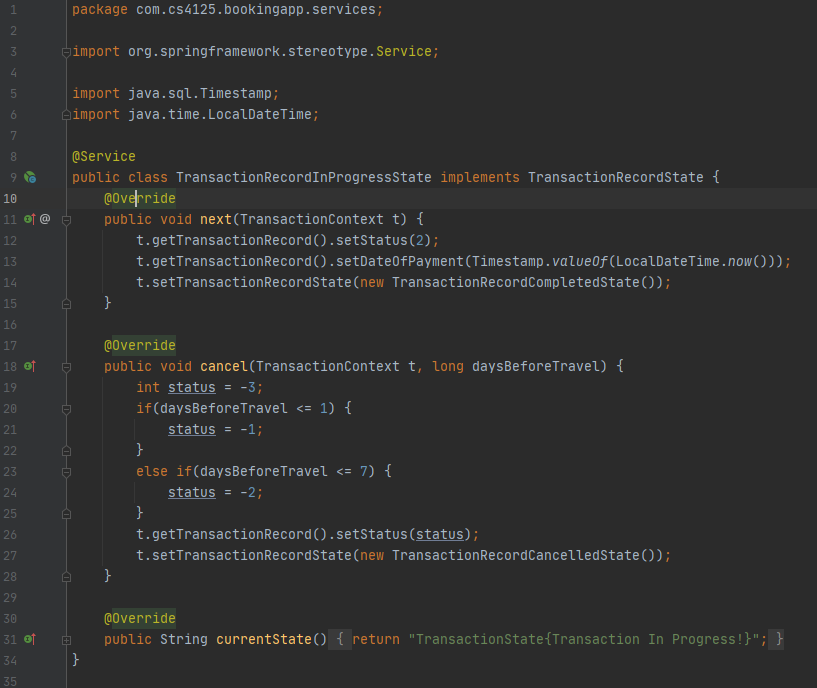 1 package com.cs4125.bookingapp.services;
2
3 import org.springframework.stereotype.Service;
4
5 import java.sql.Timestamp;
6 import java.time.LocalDateTime;
7
8 @Service
9 public class TransactionRecordInProgressState implements TransactionRecordState {
10 @Override
11 @ public void next(TransactionContext t) {
12 t.getTransactionRecord().setStatus(2);
13 t.getTransactionRecord().setDateOfPayment(Timestamp.valueOf(LocalDateTime.now()));
14 t.setTransactionRecordState(new TransactionRecordCompletedState());
15 }
16
17 @Override
18 public void cancel(TransactionContext t, long daysBeforeTravel) {
19 int status = -3;
20 if(daysBeforeTravel <= 1) {
21 status = -1;
22 }
23 else if(daysBeforeTravel <= 7) {
24 status = -2;
25 }
26 t.getTransactionRecord().setStatus(status);
27 t.setTransactionRecordState(new TransactionRecordCancelledState());
28 }
29
30 @Override
31 public String currentState() { return "TransactionState{Transaction In Progress!}"; }
34 }
35